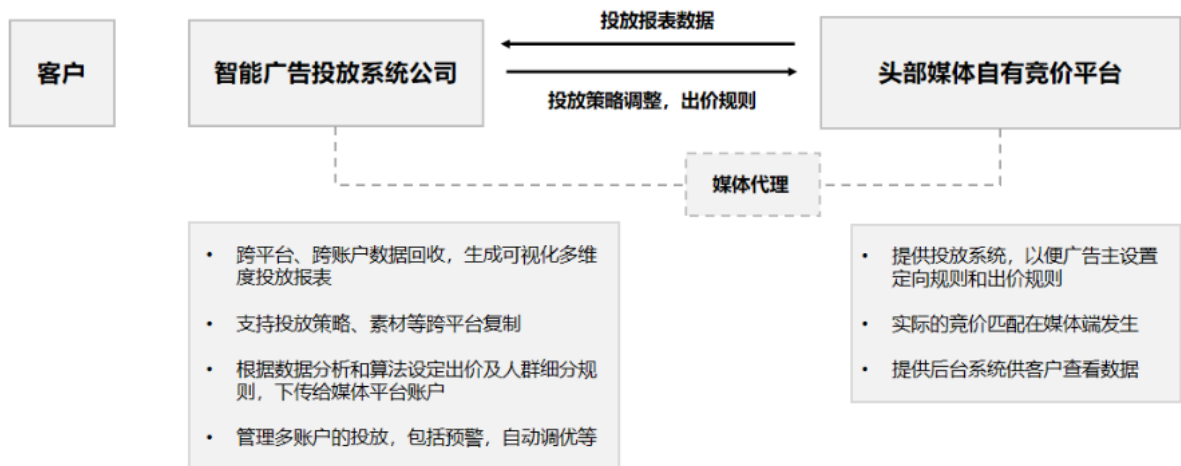 投放报表数据
客户
智能广告投放系统公司
头部媒体自有竞价平台
投放策略调整，出价规则
媒体代理
• 跨平台、跨账户数据回收，生成可视化多维
度投放报表
• 支持投放策略、素材等跨平台复制
• 根据数据分析和算法设定出价及人群细分规
则，下传给媒体平台账户
• 管理多账户的投放，包括预警，自动调优等
• 提供投放系统，以便广告主设置
定向规则和出价规则
• 实际的竞价匹配在媒体端发生
• 提供后台系统供客户查看数据